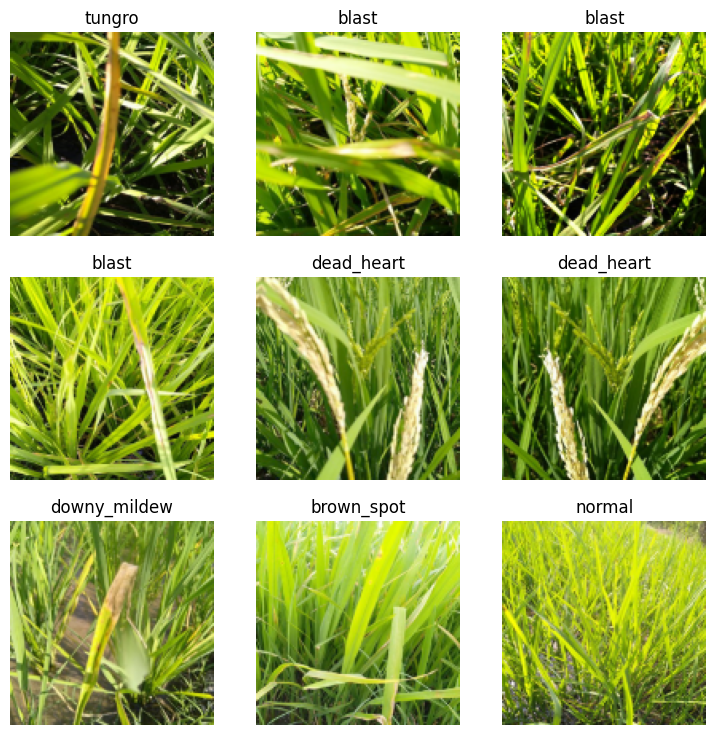 tungro
blast
blast
blast
dead_heart
dead_heart
downy_mildew
brown_spot
normal